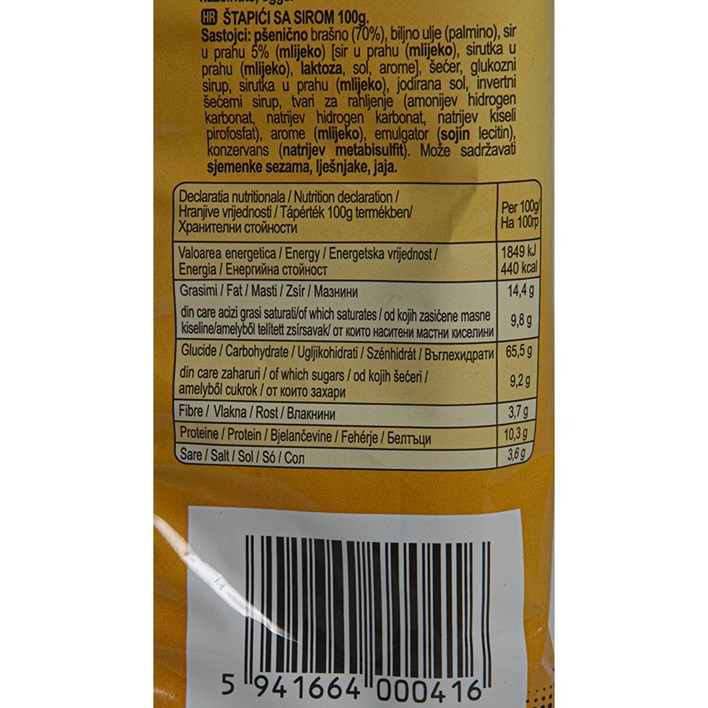 HR ŠTAPIĆI SA SIROM 100g.
Sastojci: pšenično brašno (70%), biljno ulje (palmino), sir
u prahu 5% (mlijeko) [sir u prahu (mlijeko), sirutka u
prahu (mlijeko), laktoza, sol, arome], šećer, glukozni
sirup, sirutka u prahu (mlijeko), jodirana sol, invertni
šećerni sirup, tvari za rahljenje (amonijev hidrogen
karbonat, natrijev hidrogen karbonat, natrijev kiseli
pirofosfat), arome (mlijeko), emulgator (sojin lecitin),
konzervans (natrijev metabisulfit). Može sadržavati
sjemenke sezama, lješnjake, jaja.
Declaratia nutritionala / Nutrition declaration /
Hranjive vrijednosti / Tápérték 100g termékben/
Хранителни стойности
Per 100g/
На 100гр
Valoarea energetica / Energy / Energetska vrijednost /
Energia / Енергийна стойност
1849 kJ
440 kcal
Grasimi / Fat / Masti / Zsír / Мазнини 14,4 g
din care acizi grasi saturati/of which saturates / od kojih zasićene masne
kiseline/amelyből telített zsírsavak/ от които наситени мастни киселини
9,8 g
Glucide / Carbohydrate / Ugljikohidrati / Szénhidrát / Въглехидрати 65,5 g
din care zaharuri / of which sugars / od kojih šećeri /
amelyből cukrok / от които захари
9,2 g
Fibre / Vlakna / Rost / Влакнини 3,7 g
Proteine / Protein / Bjelančevine / Fehérje / Белтъци 10,3 g
Sare / Salt / Sol / Só / Сол 3,6 g
5 941664 000416